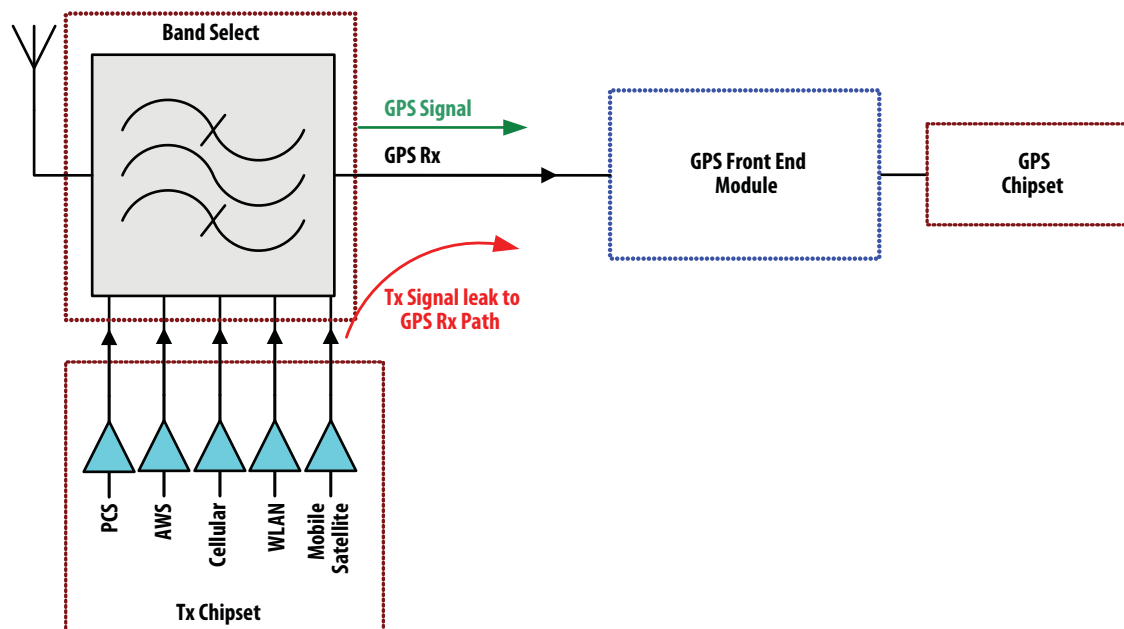 Band Select
GPS Signal
GPS Rx
GPS Front End
Module
GPS
Chipset
Tx Signal leak to
GPS Rx Path
PCS
AWS
Cellular
WLAN
Mobile
Satellite
Tx Chipset